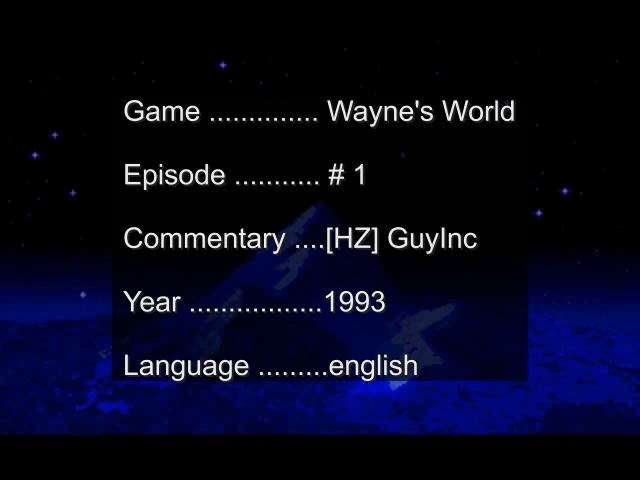 Game .............. Wayne's World
Episode ........... # 1
Commentary ....[HZ] GuyInc
Year .................1993
Language .........english